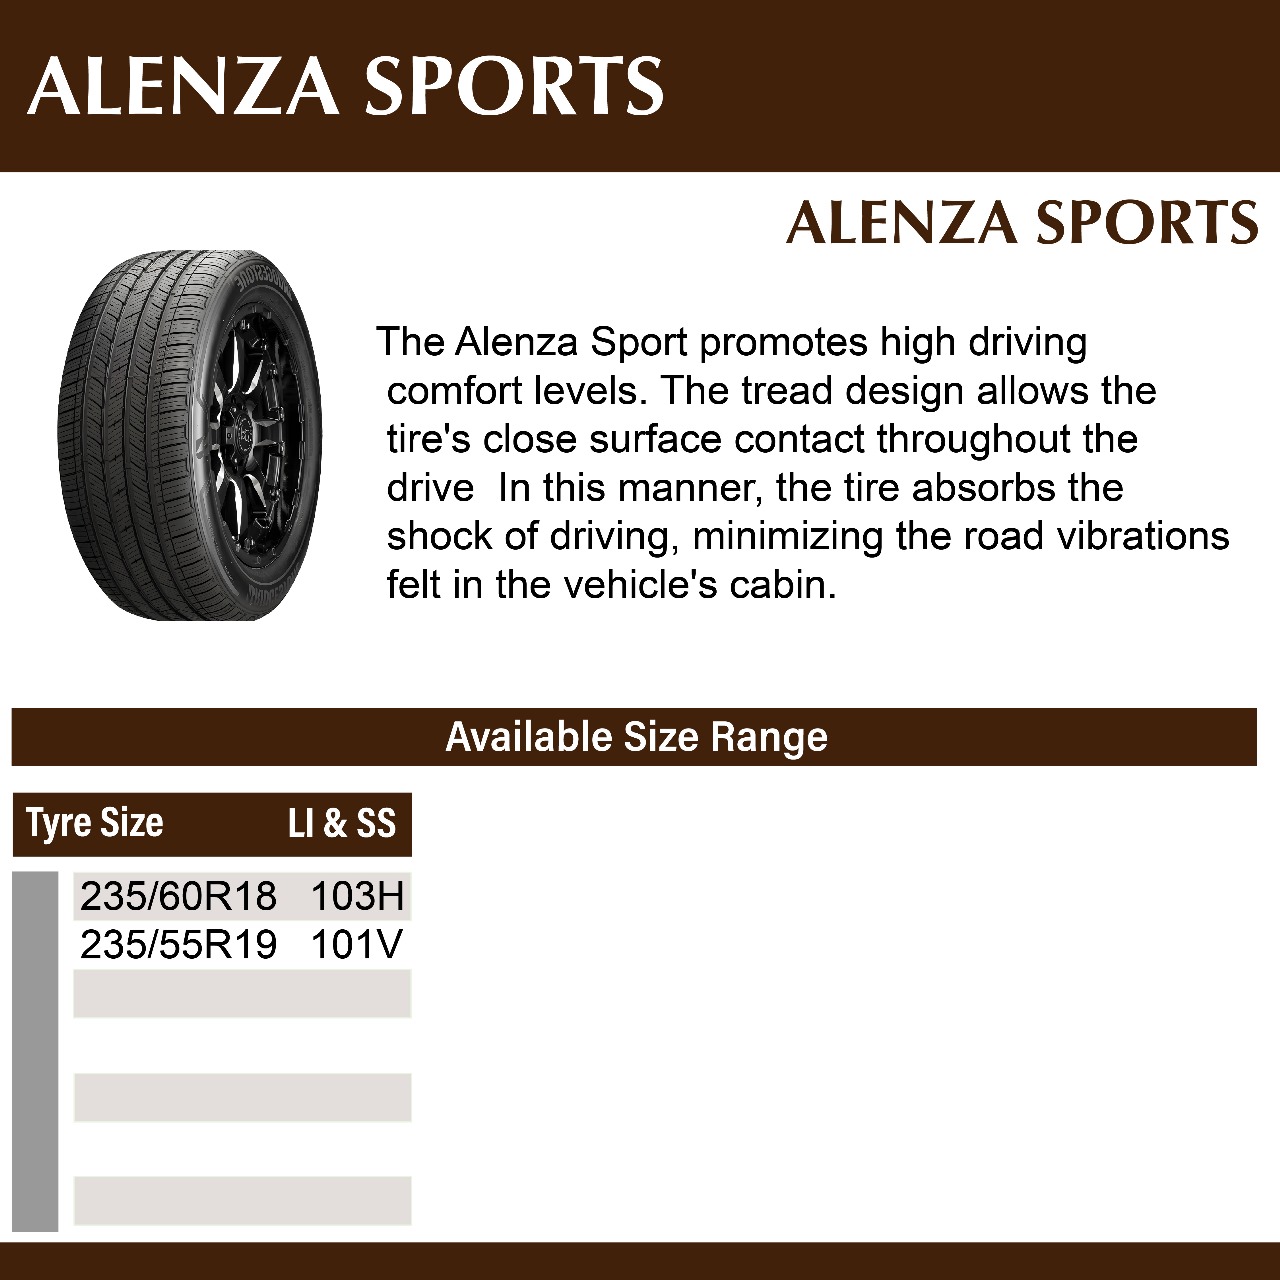 ALENZA SPORTS
ALENZA SPORTS
The Alenza Sport promotes high driving
comfort levels. The tread design allows the
tire's close surface contact throughout the
drive  In this manner, the tire absorbs the
shock of driving, minimizing the road vibrations
felt in the vehicle's cabin.
Available Size Range
Tyre Size LI & SS
235/60R18 103H
235/55R19 101V